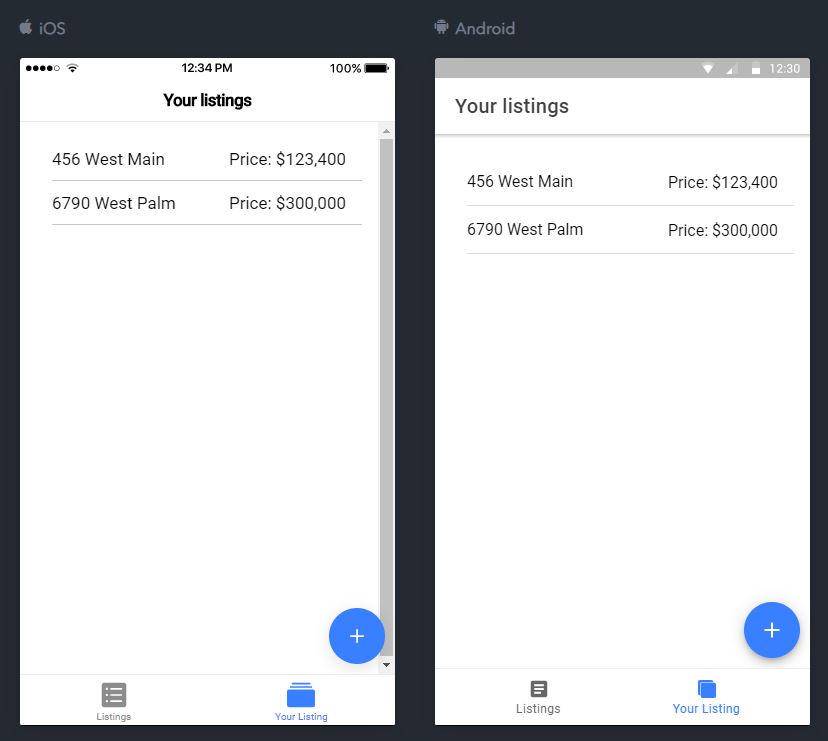 iOS
12:34 PM 100%
Your listings
456 West Main Price: $123,400
6790 West Palm Price: $300,000
Listings Your Listing
Android
12:30
Your listings
456 West Main Price: $123,400
6790 West Palm Price: $300,000
Listings Your Listing